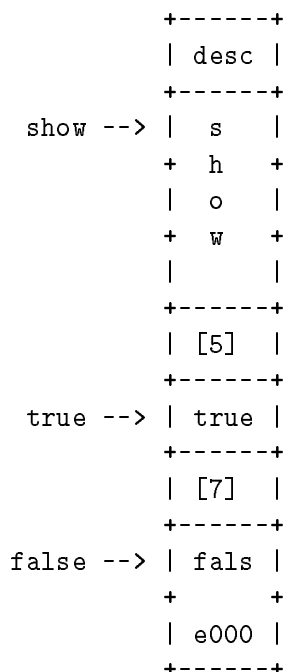 +------+
| desc |
+------+
show --> | s |
+ h +
| o |
+ w +
| |
+------+
| [5] |
+------+
true --> | true |
+------+
| [7] |
+------+
false --> | fals |
+ +
| e000 |
+------+